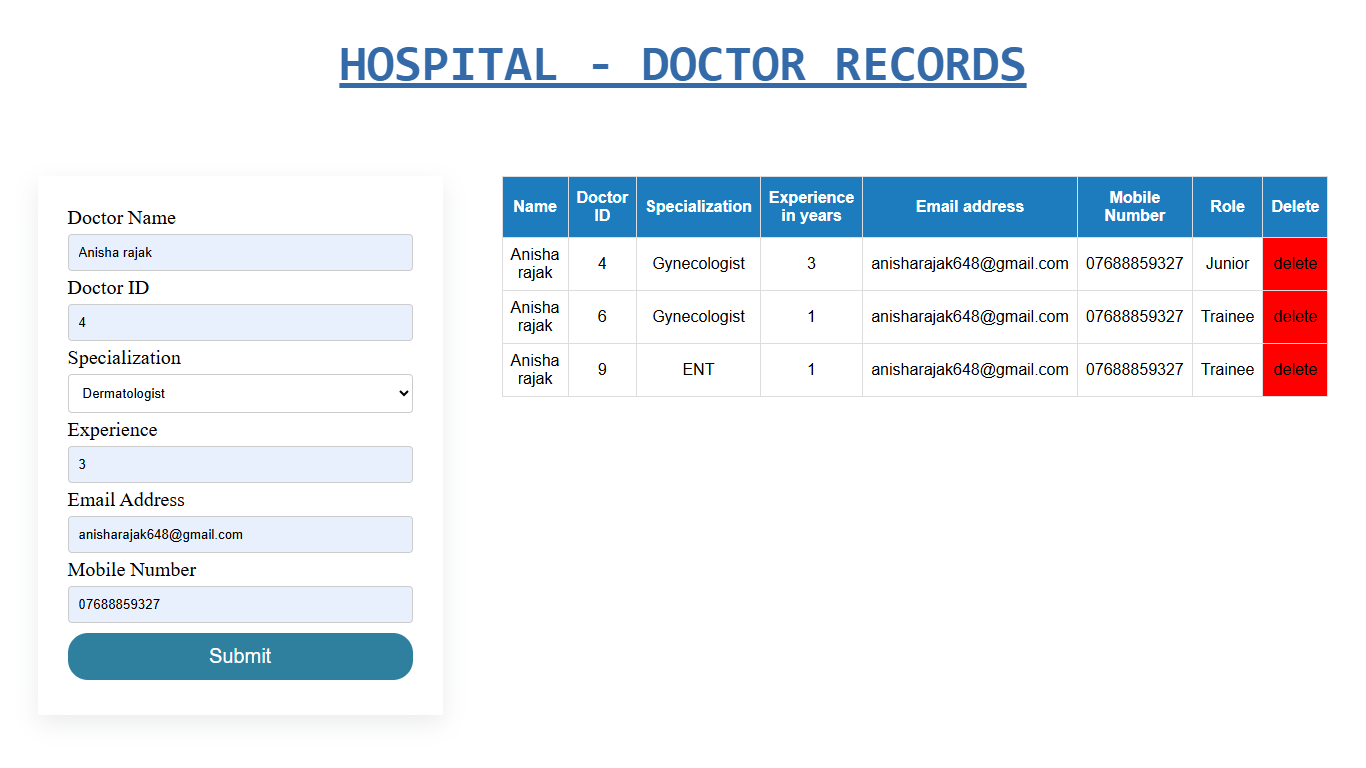 HOSPITAL - DOCTOR RECORDS
Doctor Name
Anisha rajak
Doctor ID
4
Specialization
Dermatologist
Experience
3
Email Address
anisharajak648@gmail.com
Mobile Number
07688859327
Submit
Name Doctor ID Specialization Experience in years Email address Mobile Number Role Delete
Anisha rajak 4 Gynecologist 3 anisharajak648@gmail.com 07688859327 Junior delete
Anisha rajak 6 Gynecologist 1 anisharajak648@gmail.com 07688859327 Trainee delete
Anisha rajak 9 ENT 1 anisharajak648@gmail.com 07688859327 Trainee delete